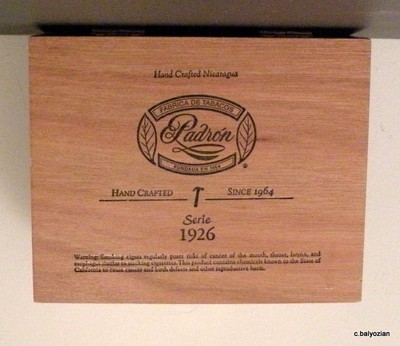 Hand Crafted Nicaragua
FABRICA DE TABACOS
Padrón
FUNDADA EN 1964
®
HAND CRAFTED SINCE 1964
Serie
1926
Warning: Smoking cigars regularly poses risks of cancer of the mouth, throat, larynx, and
esophagus similar to smoking cigarettes. This product contains chemicals known to the State of
California to cause cancer and birth defects and other reproductive harm.
c.balyozian